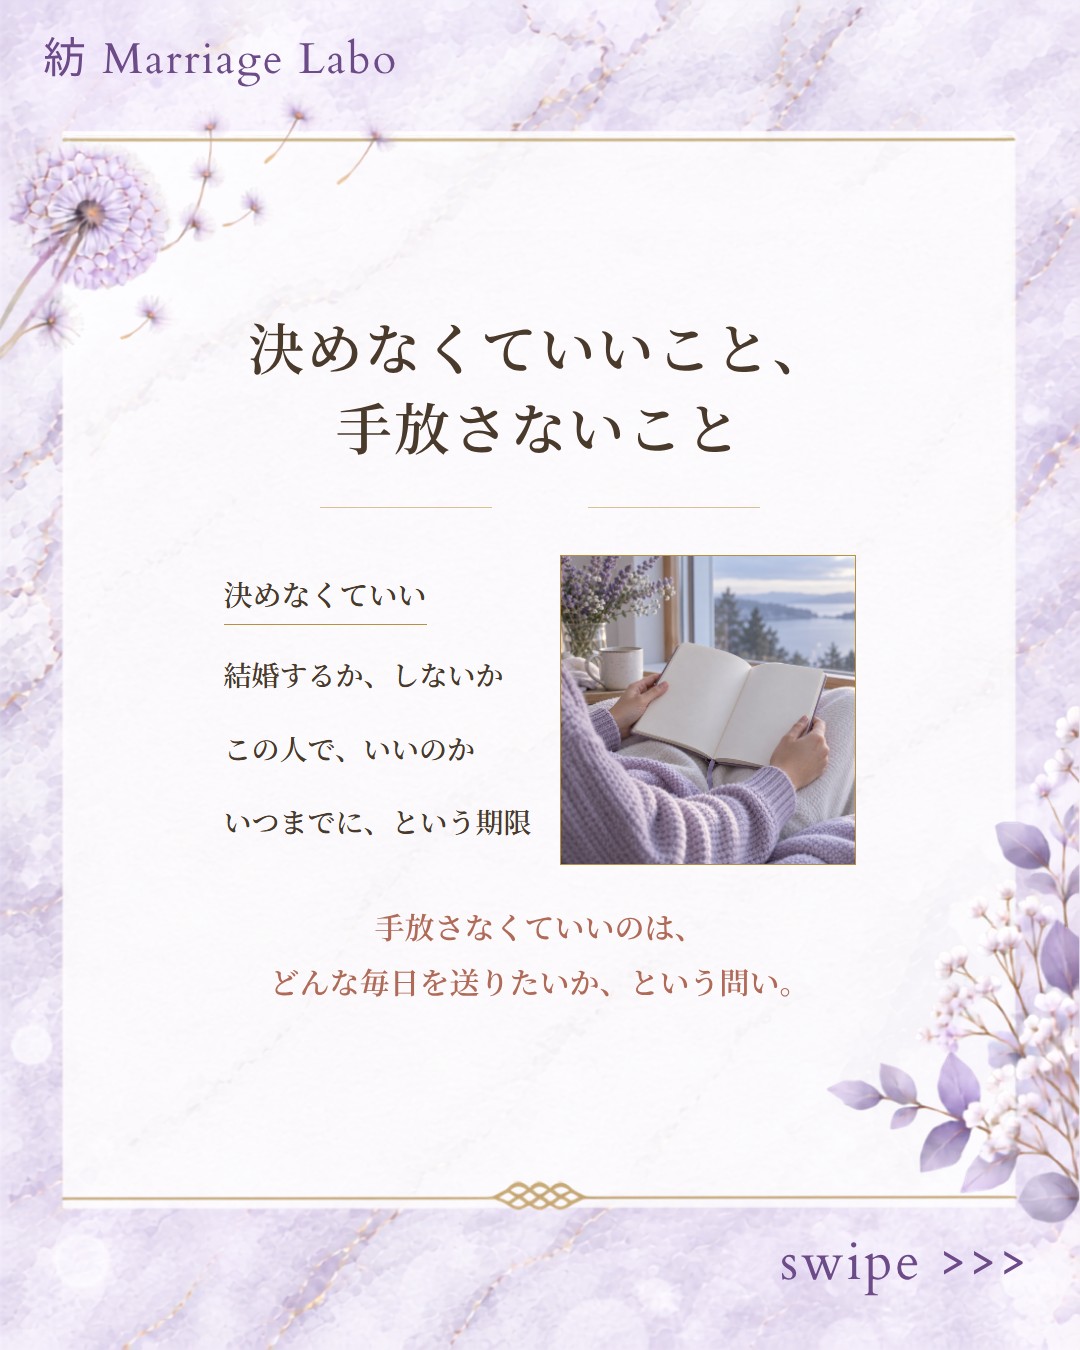 紡 Marriage Labo
決めなくていいこと、
手放さないこと
決めなくていい
結婚するか、しないか
この人で、いいのか
いつまでに、という期限
手放さなくていいのは、
どんな毎日を送りたいか、という問い。
swipe >>>